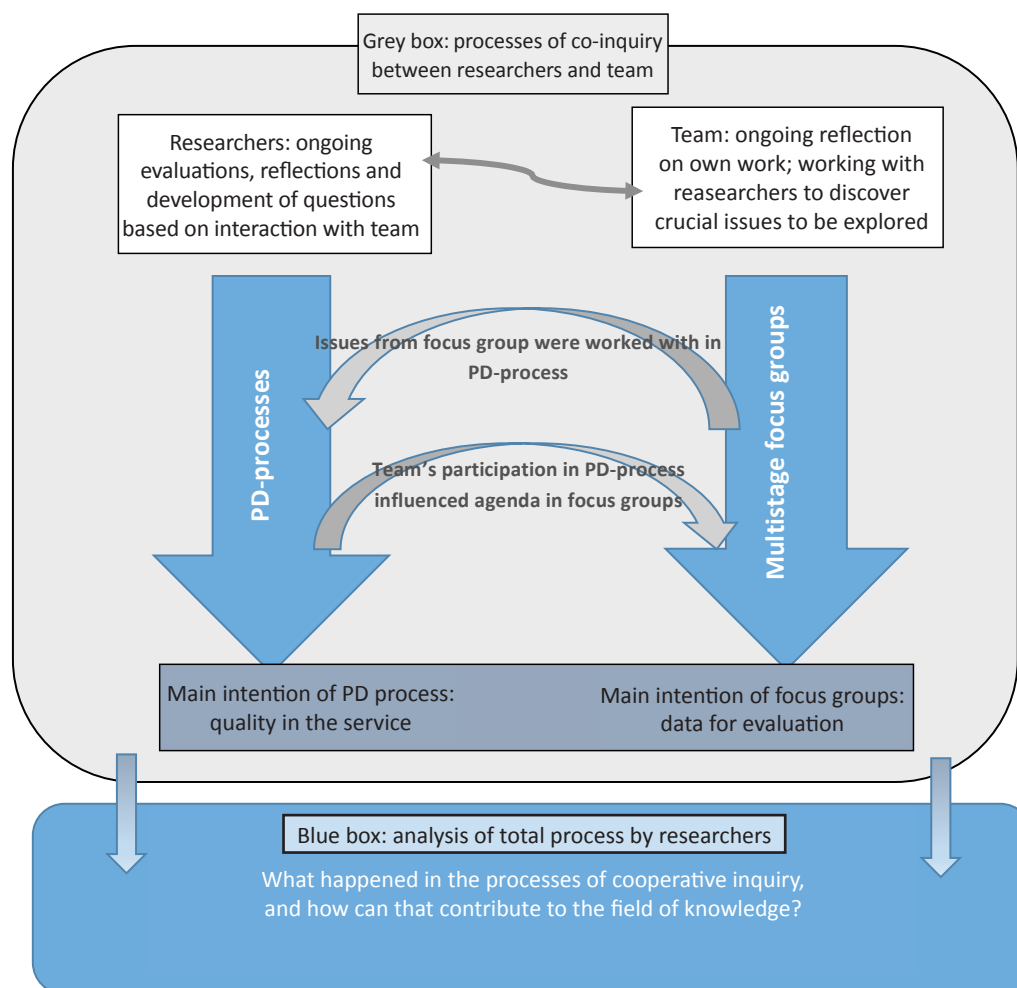 Grey box: processes of co-inquiry
between researchers and team
Researchers: ongoing
evaluations, reflections and
development of questions
based on interaction with team
Team: ongoing reflection
on own work; working with
reasearchers to discover
crucial issues to be explored
PD-processes
Issues from focus group were worked with in
PD-process
Team's participation in PD-process
influenced agenda in focus groups
Multistage focus groups
Main intention of PD process:
quality in the service
Main intention of focus groups:
data for evaluation
Blue box: analysis of total process by researchers
What happened in the processes of cooperative inquiry,
and how can that contribute to the field of knowledge?